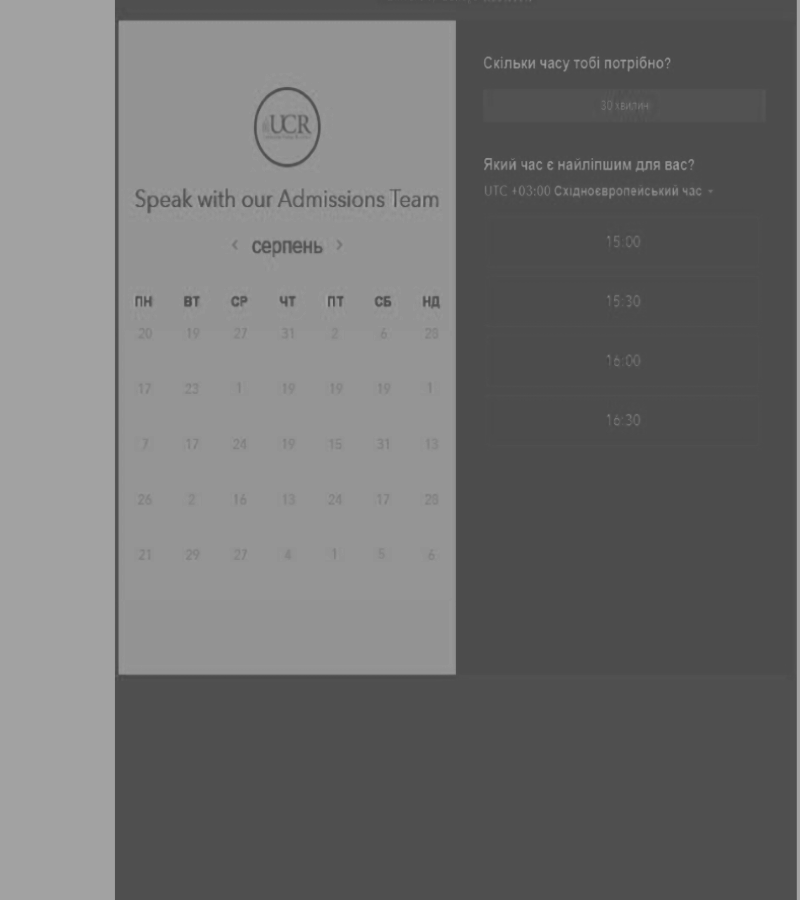 UCR
Speak with our Admissions Team
‹ серпень ›
ПН ВТ СР ЧТ ПТ СБ НД
20 19 27 31 2 6 28
17 23 1 19 19 19 1
7 17 24 19 15 31 13
26 2 16 13 24 17 28
21 29 27 4 1 5 6
Скільки часу тобі потрібно?
30 хвилин
Який час є найліпшим для вас?
UTC +03:00 Східноєвропейський час
15:00
15:30
16:00
16:30